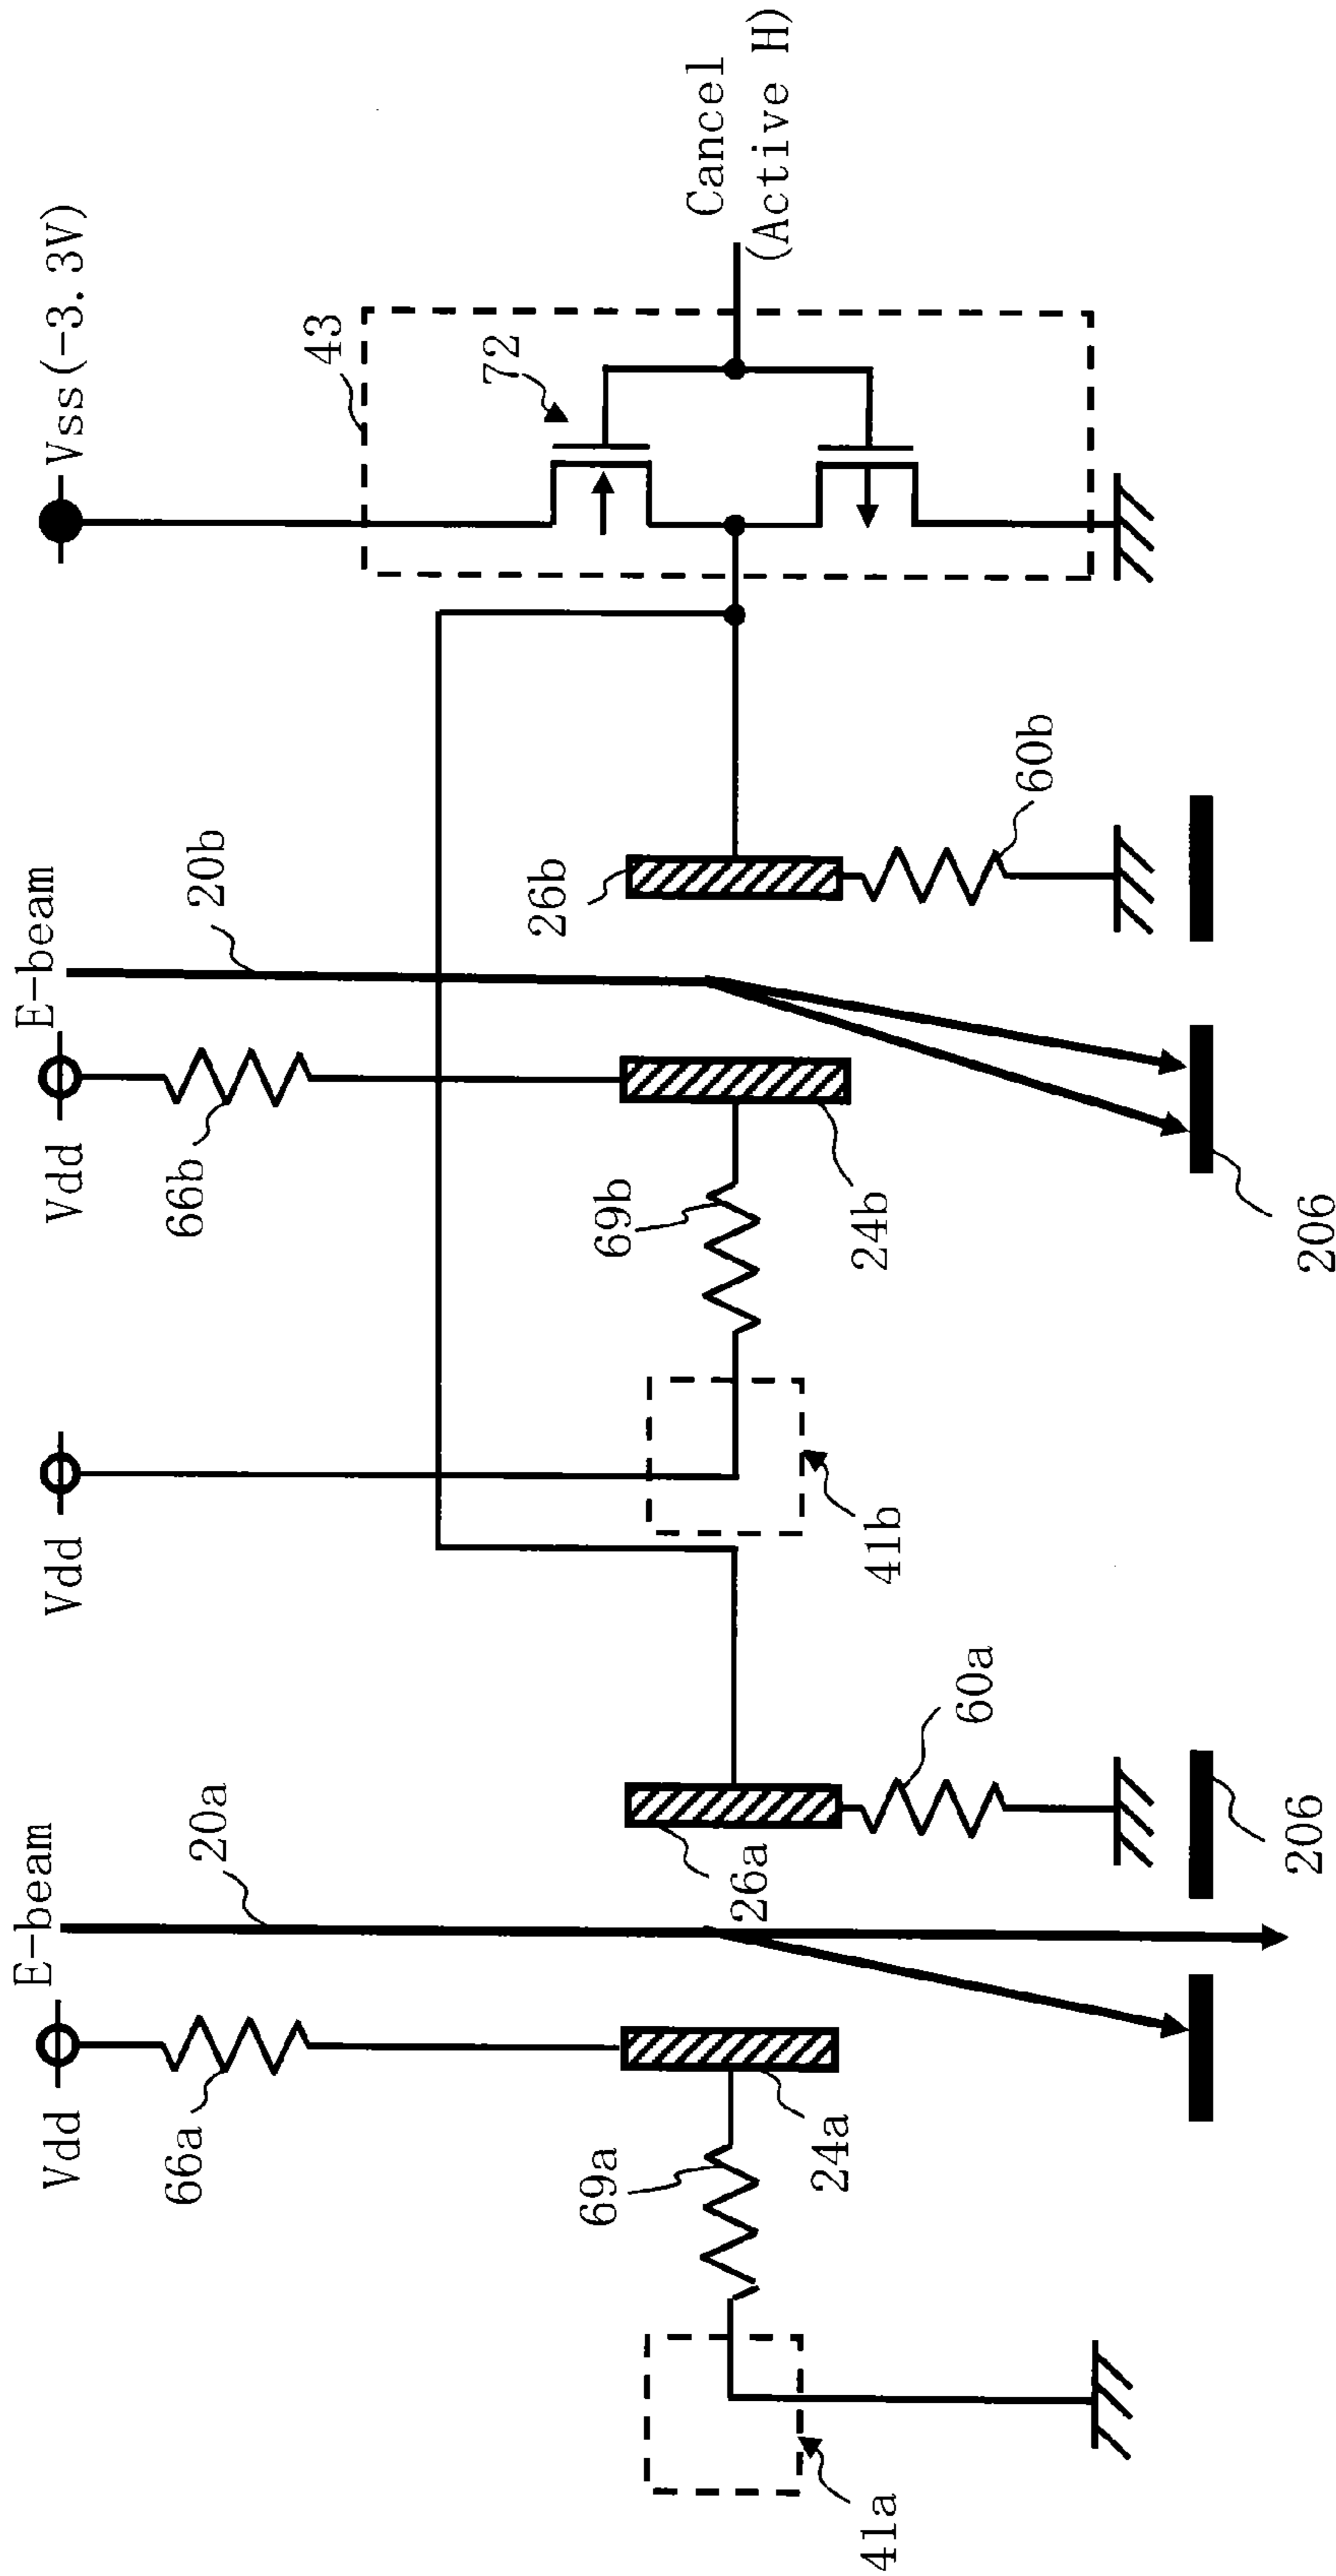 Vdd
E-beam
Vdd
Vdd
E-beam
Vss(-3.3V)
66a
20a
66b
20b
43
72
Cancel
(Active H)
69a
24a
26a
69b
24b
26b
41a
60a
41b
60b
206
206